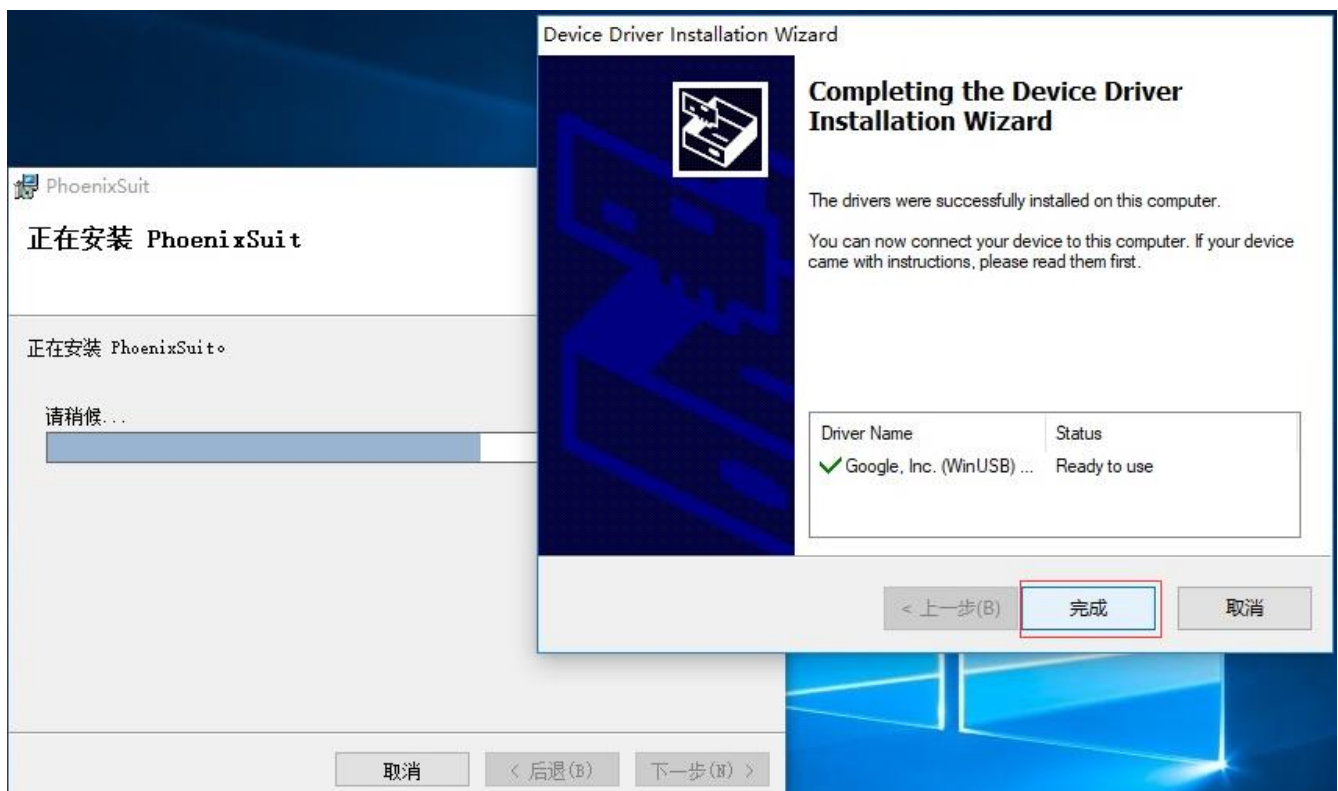 Device Driver Installation Wizard
Completing the Device Driver
Installation Wizard
The drivers were successfully installed on this computer.
You can now connect your device to this computer. If your device
came with instructions, please read them first.
Driver Name Status
Google, Inc. (WinUSB) ... Ready to use
< 上一步(B) 完成 取消
PhoenixSuit
正在安装 PhoenixSuit
正在安装 PhoenixSuit。
请稍候...
取消 < 后退(B) 下一步(N) >